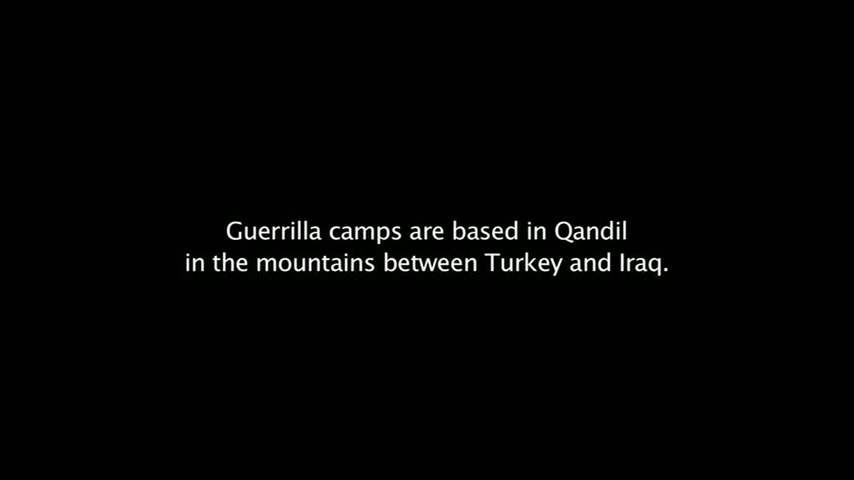 Guerrilla camps are based in Qandil
in the mountains between Turkey and Iraq.